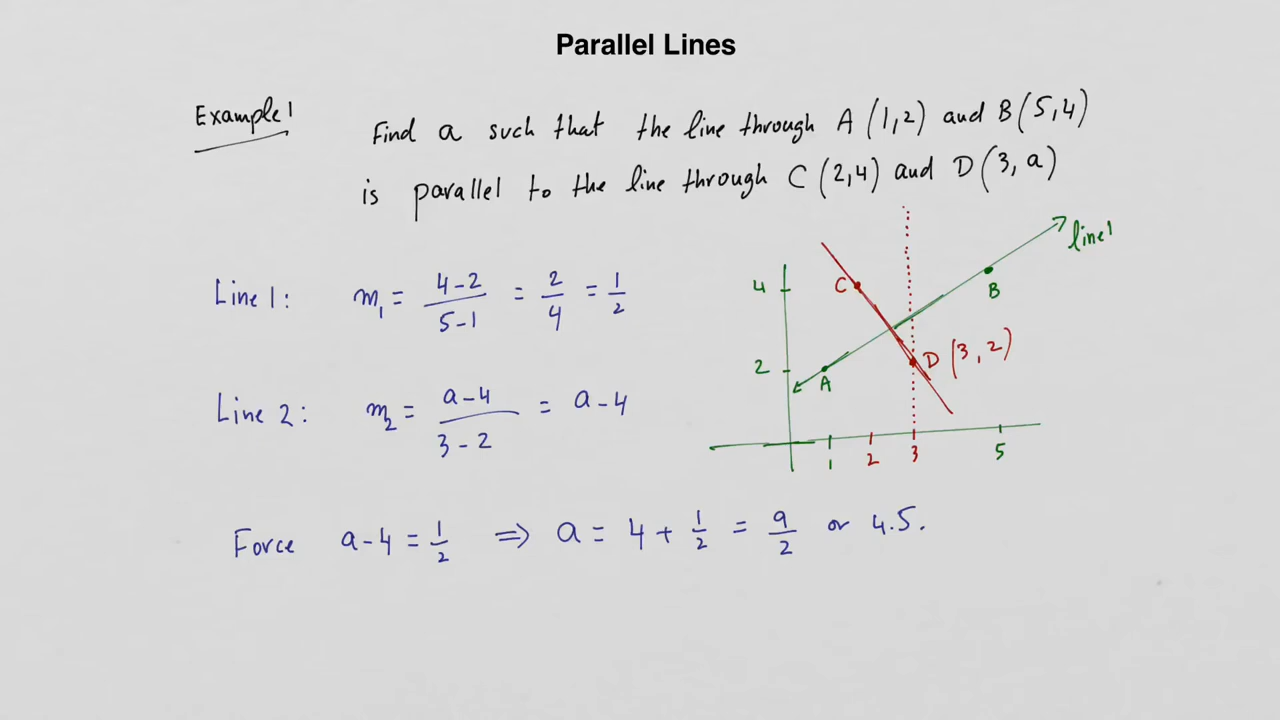 Parallel Lines
Example 1
Find a such that the line through A (1,2) and B(5,4)
is parallel to the line through C (2,4) and D (3, a)
Line 1: m₁ = (4-2)/(5-1) = 2/4 = 1/2
Line 2: m₂ = (a-4)/(3-2) = a-4
Force a-4 = 1/2 ⇒ a = 4 + 1/2 = 9/2 or 4.5.
line 1
4
C
B
2
A
D (3, 2)
1 2 3 5